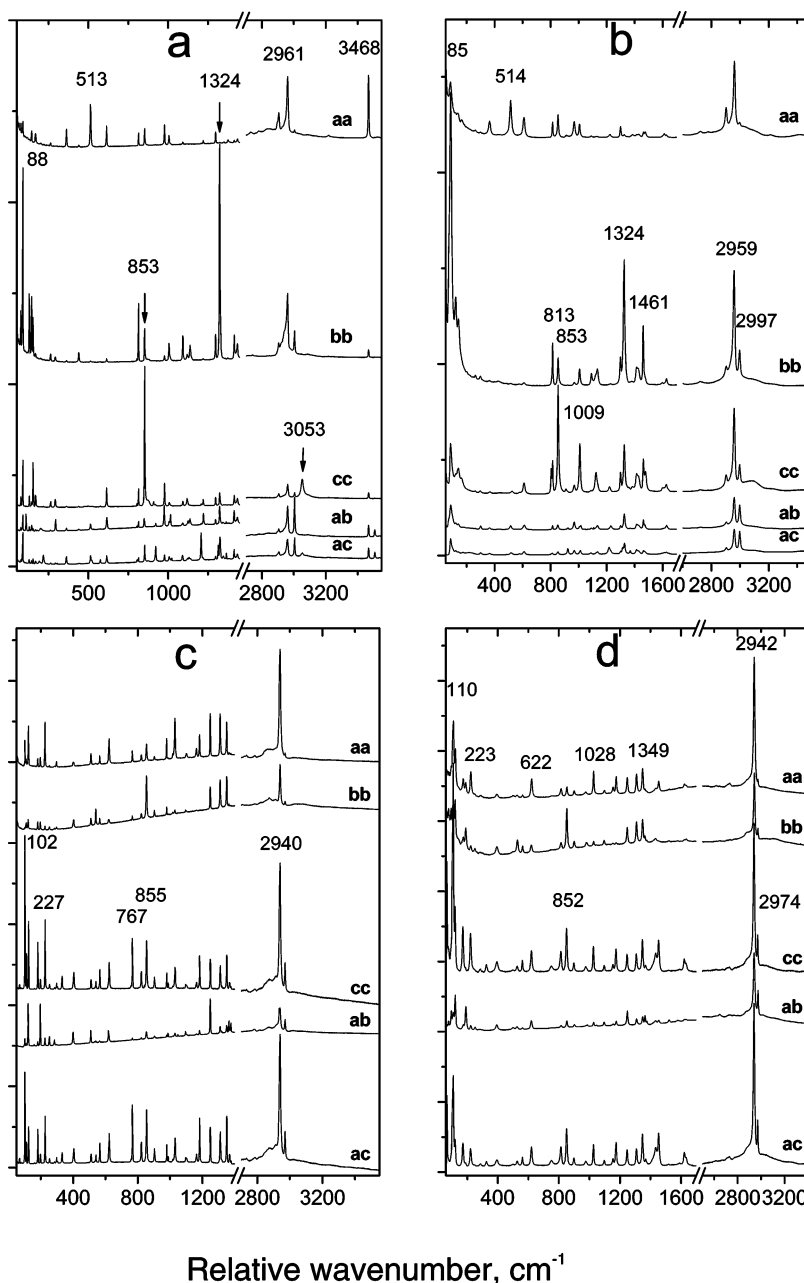 a
513
1324
2961
3468
aa
88
853
bb
3053
cc
ab
ac
500
1000
2800
3200
b
85
514
aa
1324
2959
813
853
1461
2997
bb
1009
cc
ab
ac
400
800
1200
1600
2800
3200
c
aa
bb
102
2940
227
855
767
cc
ab
ac
400
800
1200
2800
3200
d
2942
110
223
622
1028
1349
aa
bb
852
2974
cc
ab
ac
400
800
1200
1600
2800
3200
Relative wavenumber, cm⁻¹